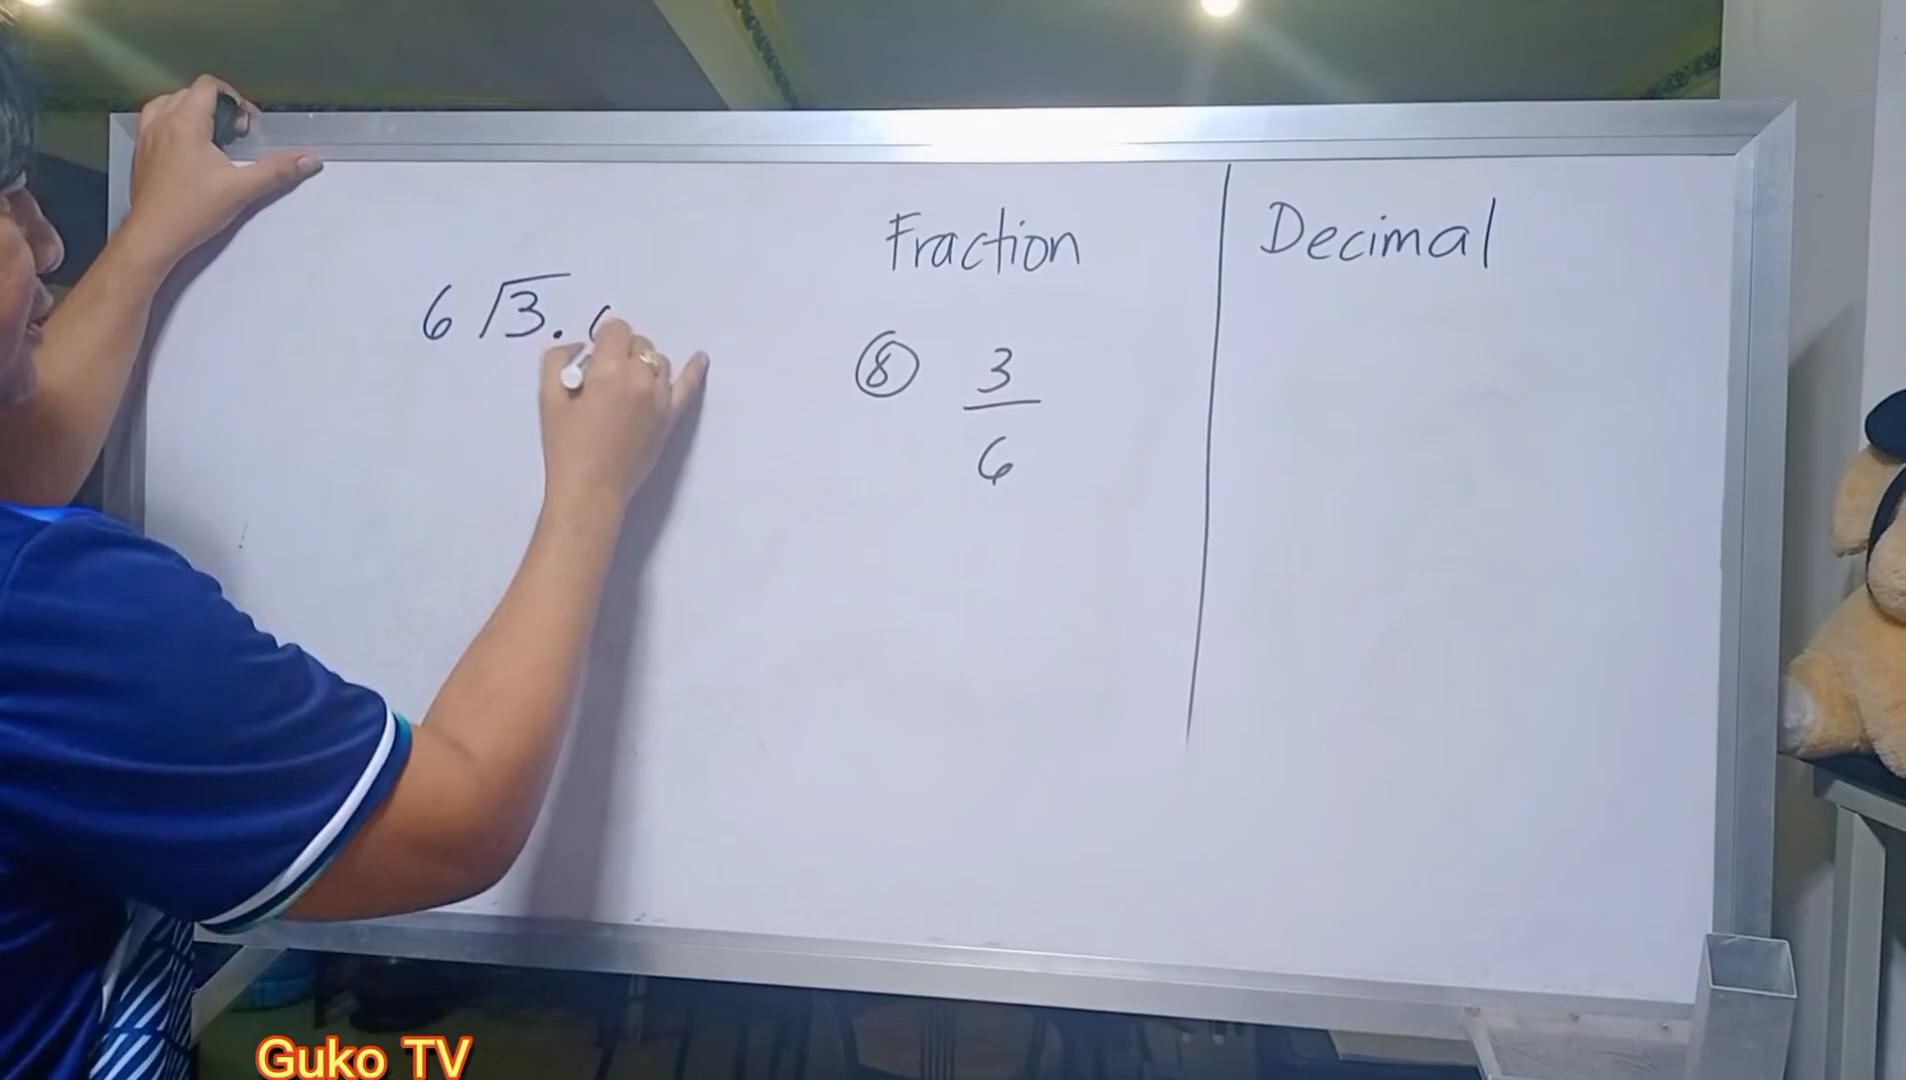 Fraction
Decimal
6 √3.
⑧ 3
6
Guko TV